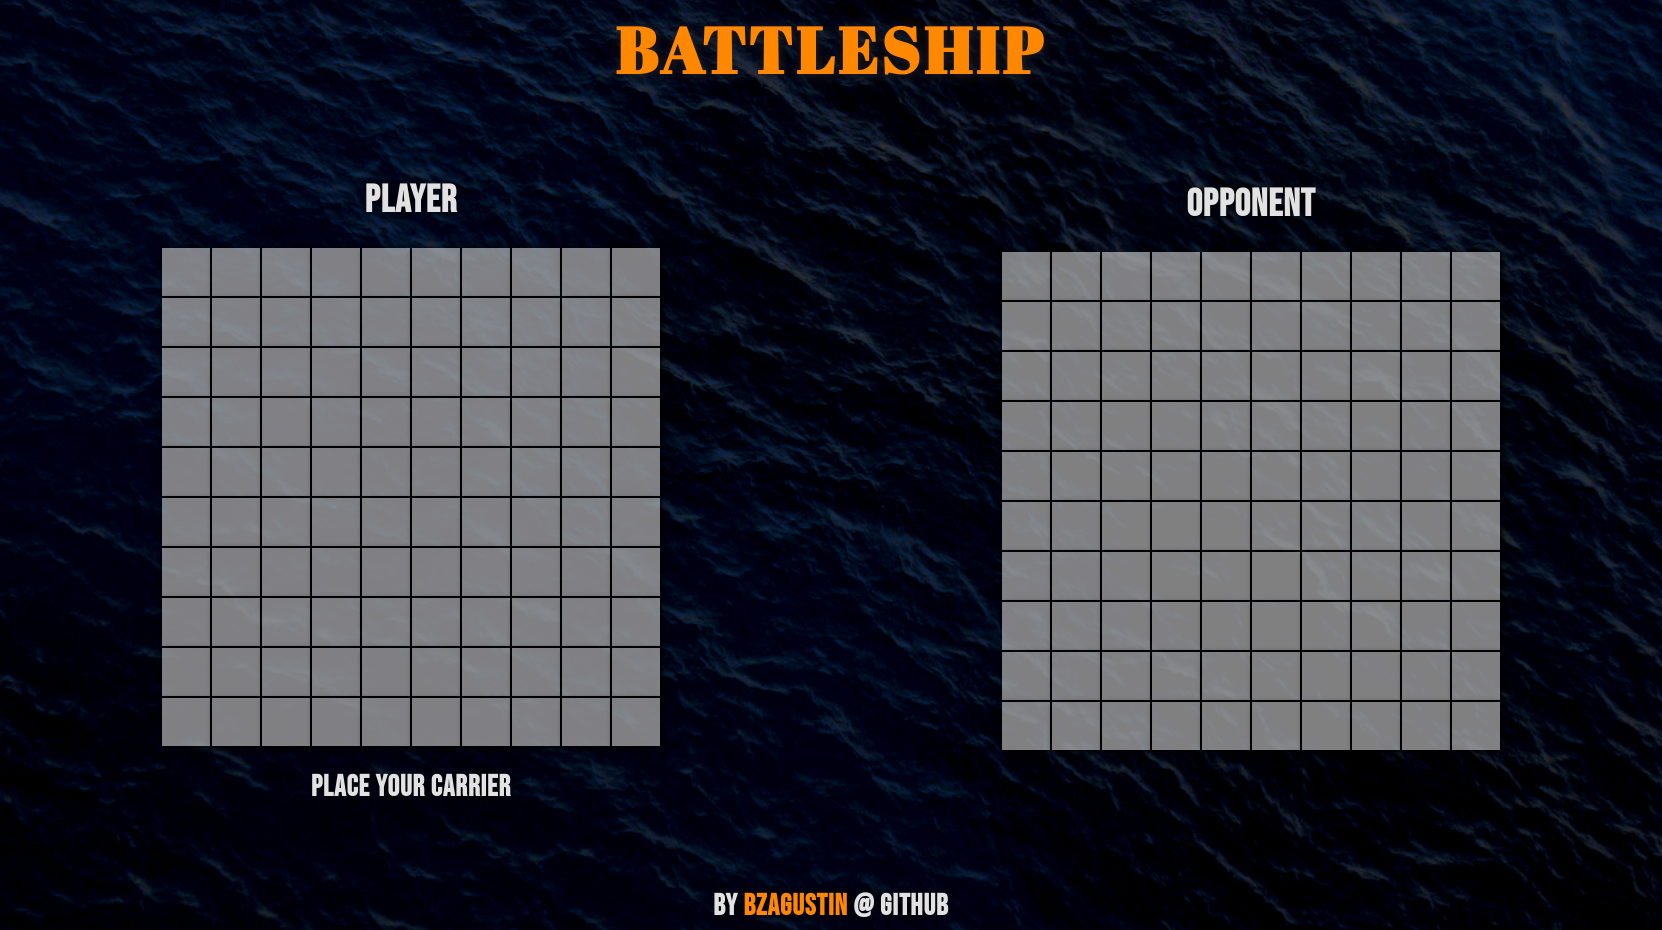 BATTLESHIP
PLAYER
OPPONENT
PLACE YOUR CARRIER
BY BZAGUSTIN @ GITHUB